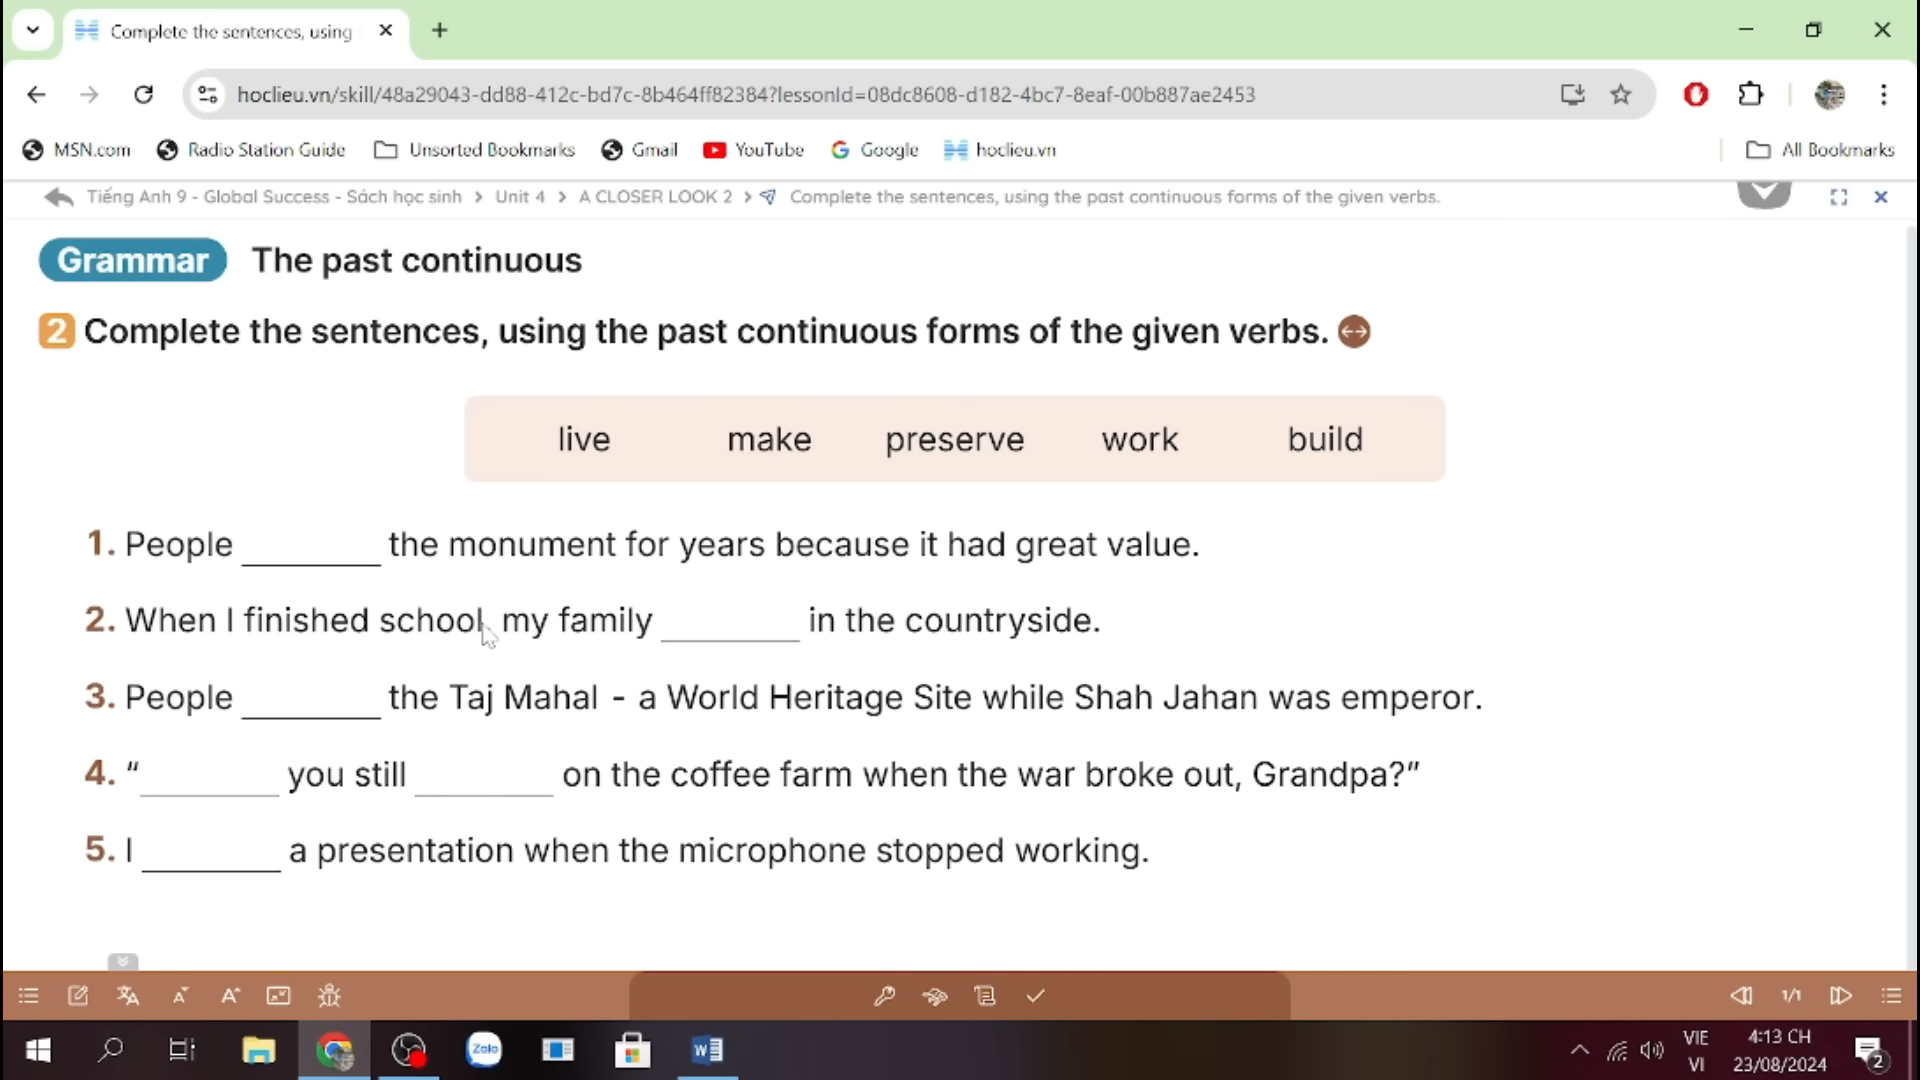 Complete the sentences, using
hoclieu.vn/skill/48a29043-dd88-412c-bd7c-8b464ff82384?lessonId=08dc8608-d182-4bc7-8eaf-00b887ae2453
MSN.com Radio Station Guide Unsorted Bookmarks Gmail YouTube Google hoclieu.vn All Bookmarks
Tiếng Anh 9 - Global Success - Sách học sinh > Unit 4 > A CLOSER LOOK 2 > Complete the sentences, using the past continuous forms of the given verbs.
Grammar The past continuous
2 Complete the sentences, using the past continuous forms of the given verbs.
live make preserve work build
1. People ________ the monument for years because it had great value.
2. When I finished school, my family ________ in the countryside.
3. People ________ the Taj Mahal - a World Heritage Site while Shah Jahan was emperor.
4. “________ you still ________ on the coffee farm when the war broke out, Grandpa?”
5. I ________ a presentation when the microphone stopped working.
1/1
Zalo
VIE 4:13 CH
VI 23/08/2024 2